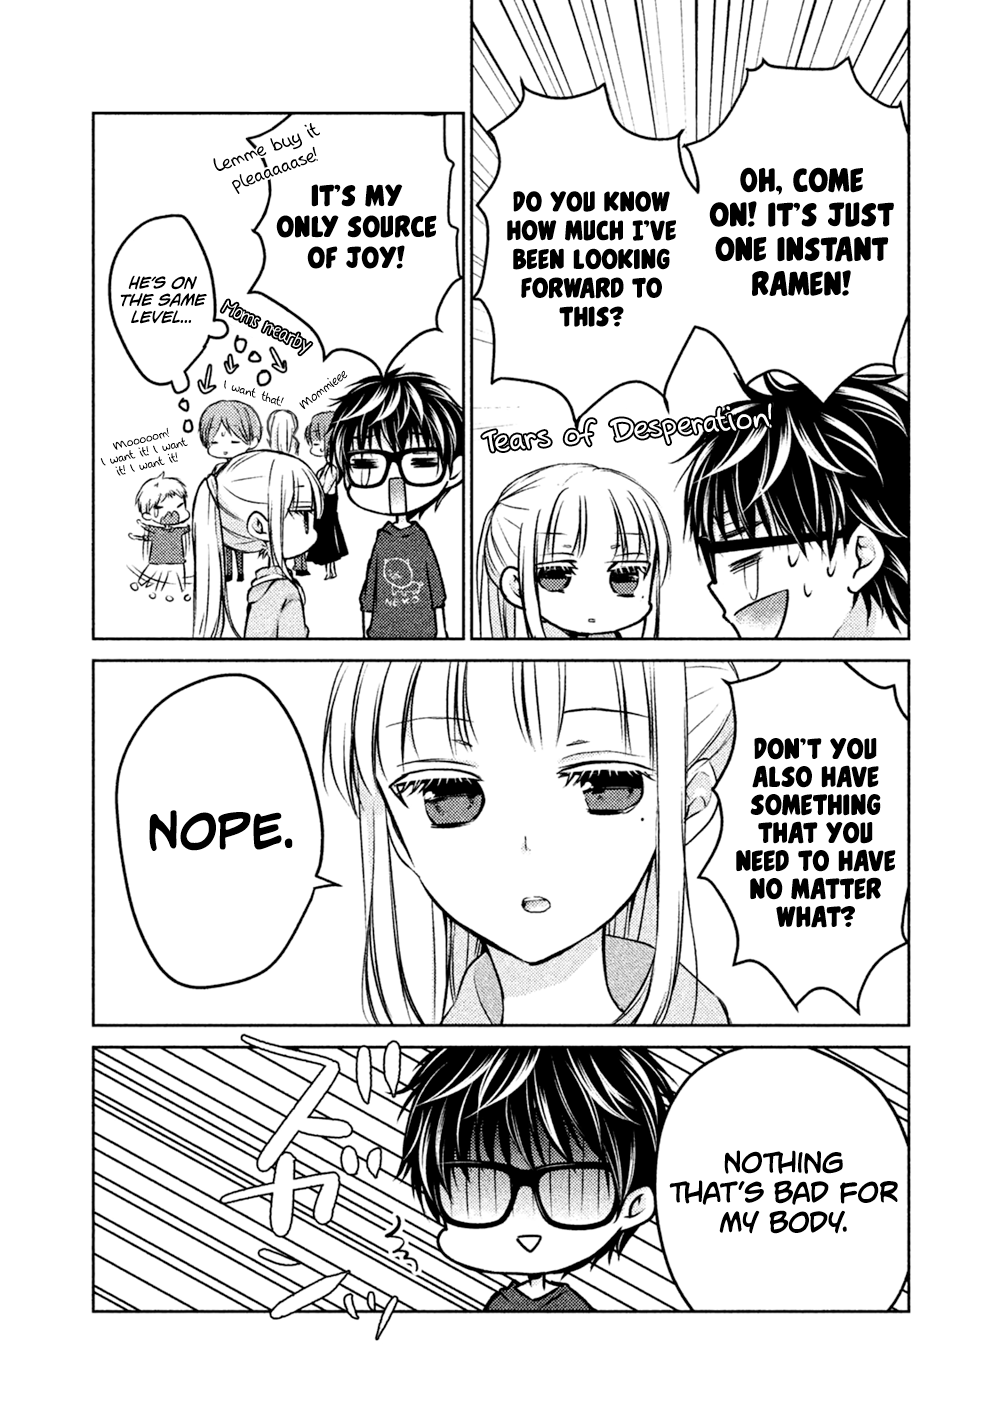 OH, COME
ON! IT'S JUST
ONE INSTANT
RAMEN!
DO YOU KNOW
HOW MUCH I'VE
BEEN LOOKING
FORWARD TO
THIS?
Tears of Desperation!
Lemme buy it
pleaaaaase!
IT'S MY
ONLY SOURCE
OF JOY!
HE'S ON
THE SAME
LEVEL...
Moms nearby
Mommieee
I want that!
Mooooom!
I want it! I want
it! I want it!
DON'T YOU
ALSO HAVE
SOMETHING
THAT YOU
NEED TO HAVE
NO MATTER
WHAT?
NOPE.
NOTHING
THAT'S BAD FOR
MY BODY.